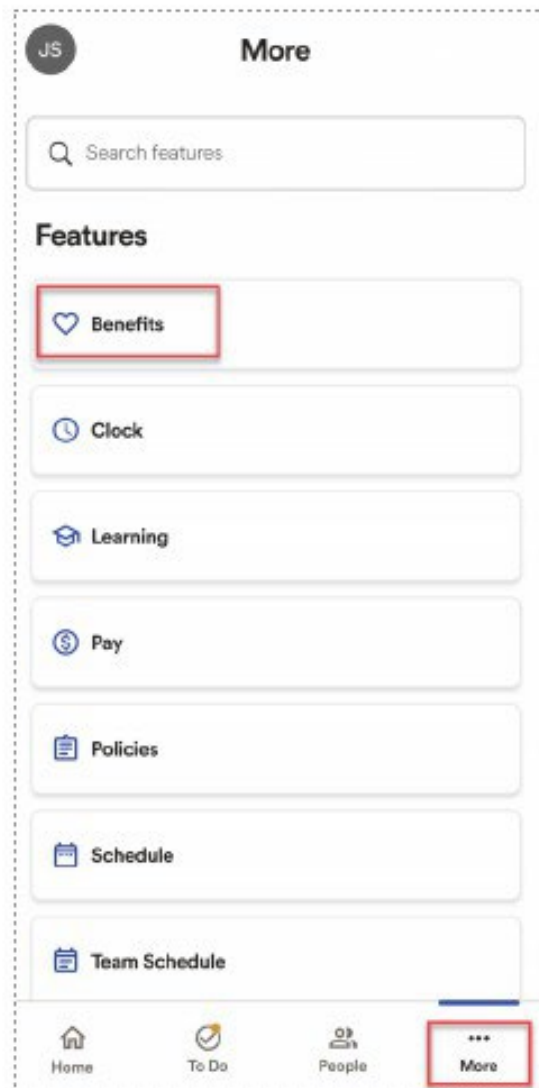 JS
More
Search features
Features
Benefits
Clock
Learning
Pay
Policies
Schedule
Team Schedule
Home
To Do
People
More